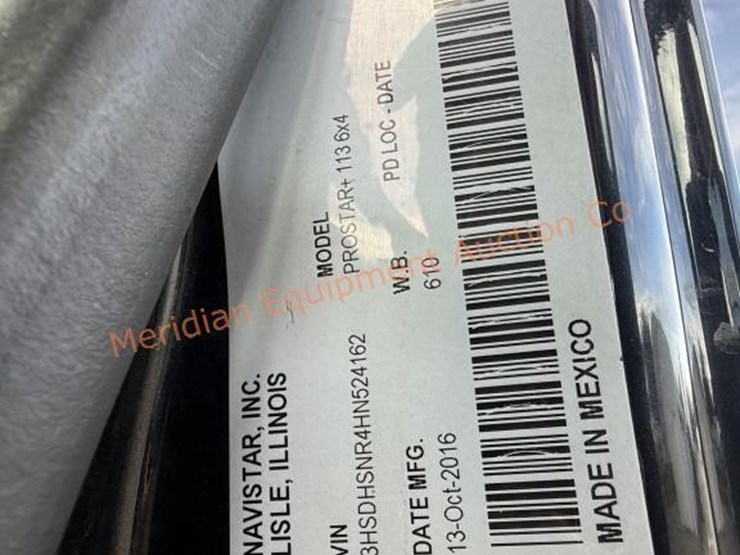 NAVISTAR, INC.
LISLE, ILLINOIS
MODEL
PROSTAR+ 113 6x4
VIN
3HSDHSNR4HN524162
W.B.
610
PD LOC - DATE
DATE MFG.
13-Oct-2016
MADE IN MEXICO
Meridian Equipment Auction Co